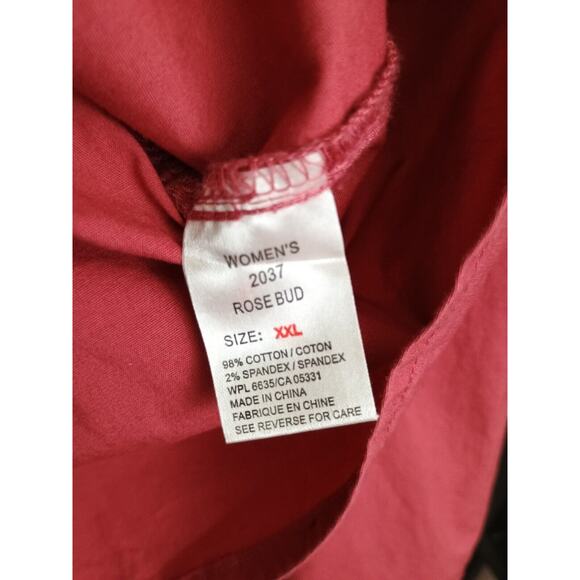 WOMEN'S
2037
ROSE BUD
SIZE: XXL
98% COTTON / COTON
2% SPANDEX / SPANDEX
WPL 6635/CA 05331
MADE IN CHINA
FABRIQUE EN CHINE
SEE REVERSE FOR CARE